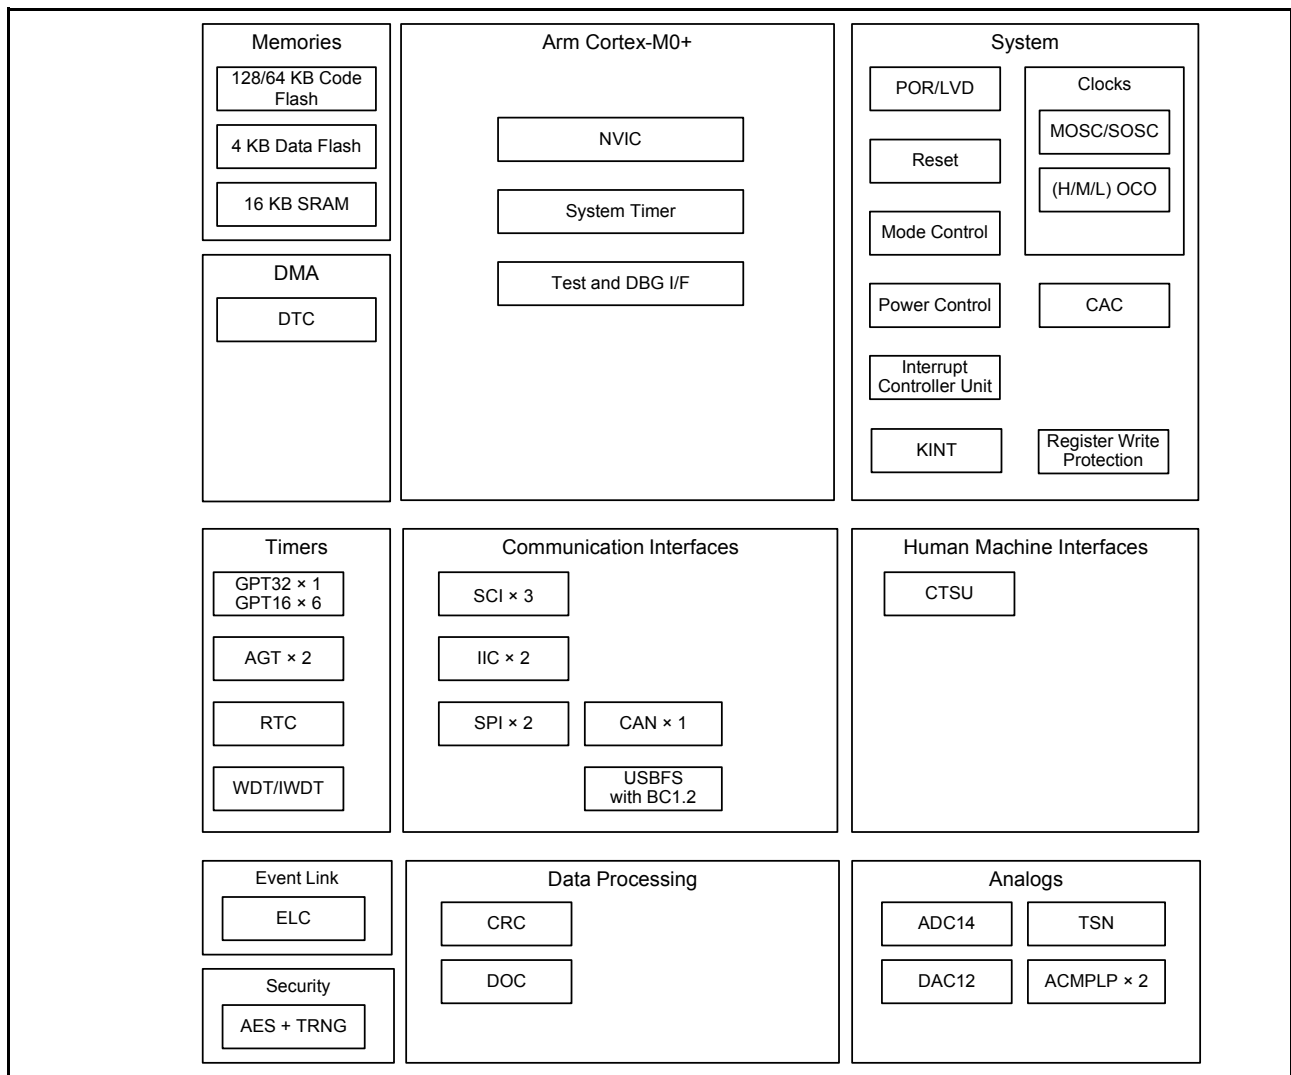 Memories
128/64 KB Code
Flash
4 KB Data Flash
16 KB SRAM
DMA
DTC
Arm Cortex-M0+
NVIC
System Timer
Test and DBG I/F
System
POR/LVD
Reset
Mode Control
Power Control
Interrupt
Controller Unit
KINT
Clocks
MOSC/SOSC
(H/M/L) OCO
CAC
Register Write
Protection
Timers
GPT32 × 1
GPT16 × 6
AGT × 2
RTC
WDT/IWDT
Communication Interfaces
SCI × 3
IIC × 2
SPI × 2
CAN × 1
USBFS
with BC1.2
Human Machine Interfaces
CTSU
Event Link
ELC
Security
AES + TRNG
Data Processing
CRC
DOC
Analogs
ADC14
TSN
DAC12
ACMPLP × 2